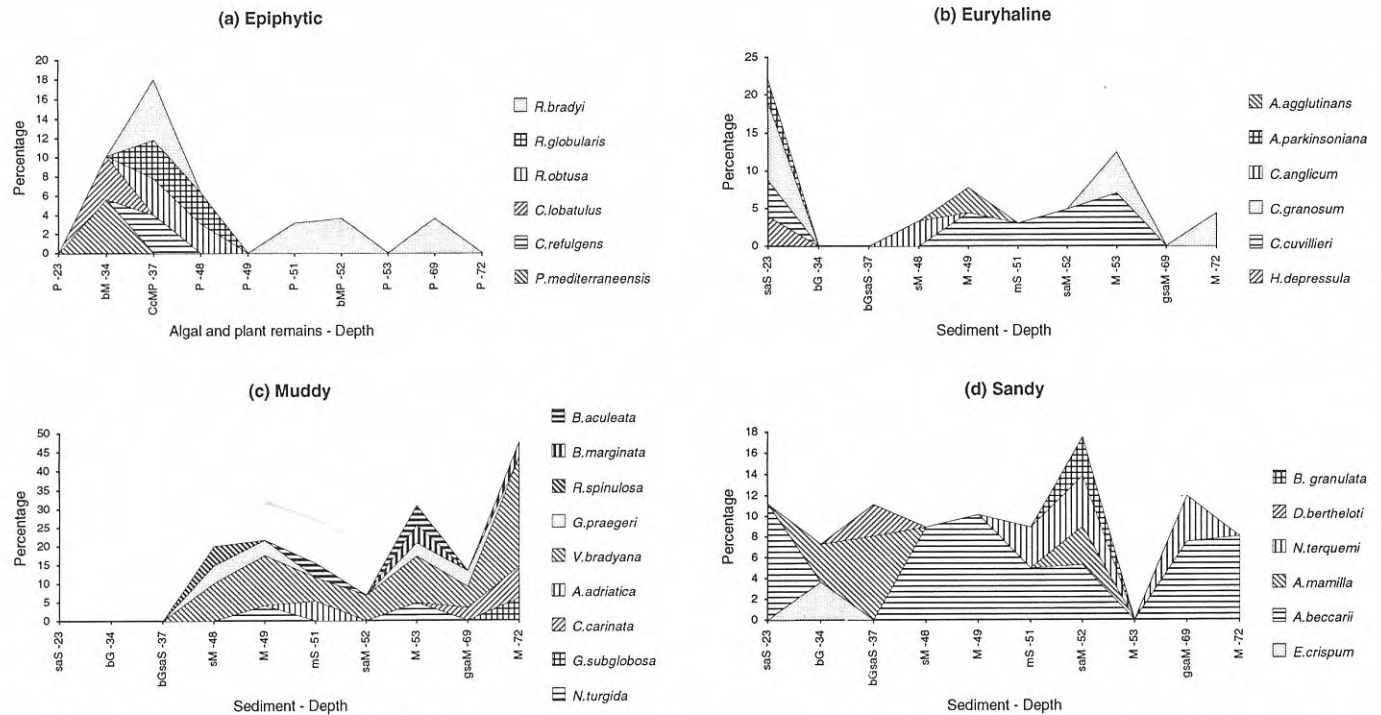 (a) Epiphytic
Percentage
20
18
16
14
12
10
8
6
4
2
0
P -23
bM -34
CcMP -37
P -48
P -49
P -51
bMP -52
P -53
P -69
P -72
Algal and plant remains - Depth
R.bradyi
R.globularis
R.obtusa
C.lobatulus
C.refulgens
P.mediterraneensis
(b) Euryhaline
Percentage
25
20
15
10
5
0
saS -23
bG -34
bGsaS -37
sM -48
M -49
mS -51
saM -52
M -53
gsaM -69
M -72
Sediment - Depth
A.agglutinans
A.parkinsoniana
C.anglicum
C.granosum
C.cuvillieri
H.depressula
(c) Muddy
Percentage
50
45
40
35
30
25
20
15
10
5
0
saS -23
bG -34
bGsaS -37
sM -48
M -49
mS -51
saM -52
M -53
gsaM -69
M -72
Sediment - Depth
B.aculeata
B.marginata
R.spinulosa
G.praegeri
V.bradyana
A.adriatica
C.carinata
G.subglobosa
N.turgida
(d) Sandy
Percentage
18
16
14
12
10
8
6
4
2
0
saS -23
bG -34
bGsaS -37
sM -48
M -49
mS -51
saM -52
M -53
gsaM -69
M -72
Sediment - Depth
B. granulata
D.bertheloti
N.terquemi
A.mamilla
A.beccarii
E.crispum